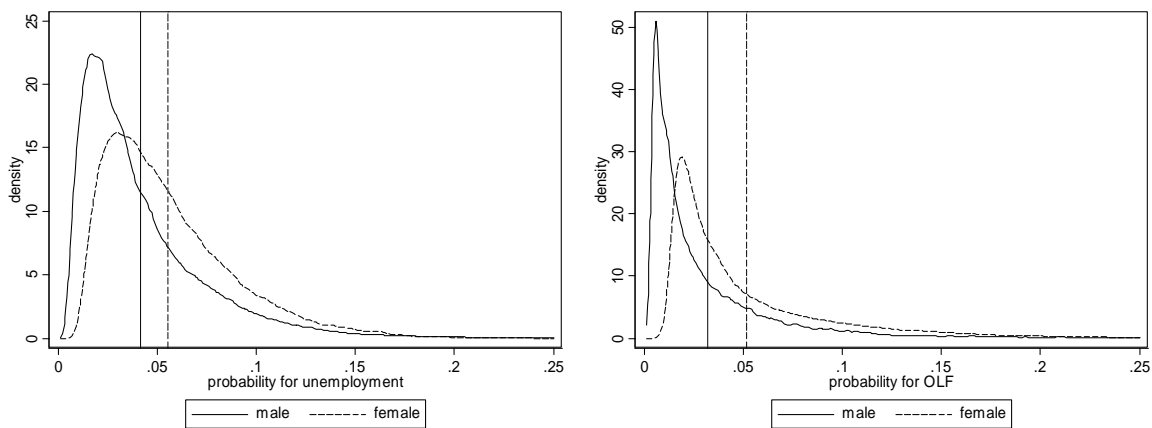 25
20
15
10
5
0
density
0 .05 .1 .15 .2 .25
probability for unemployment
male female
50
40
30
20
10
0
density
0 .05 .1 .15 .2 .25
probability for OLF
male female